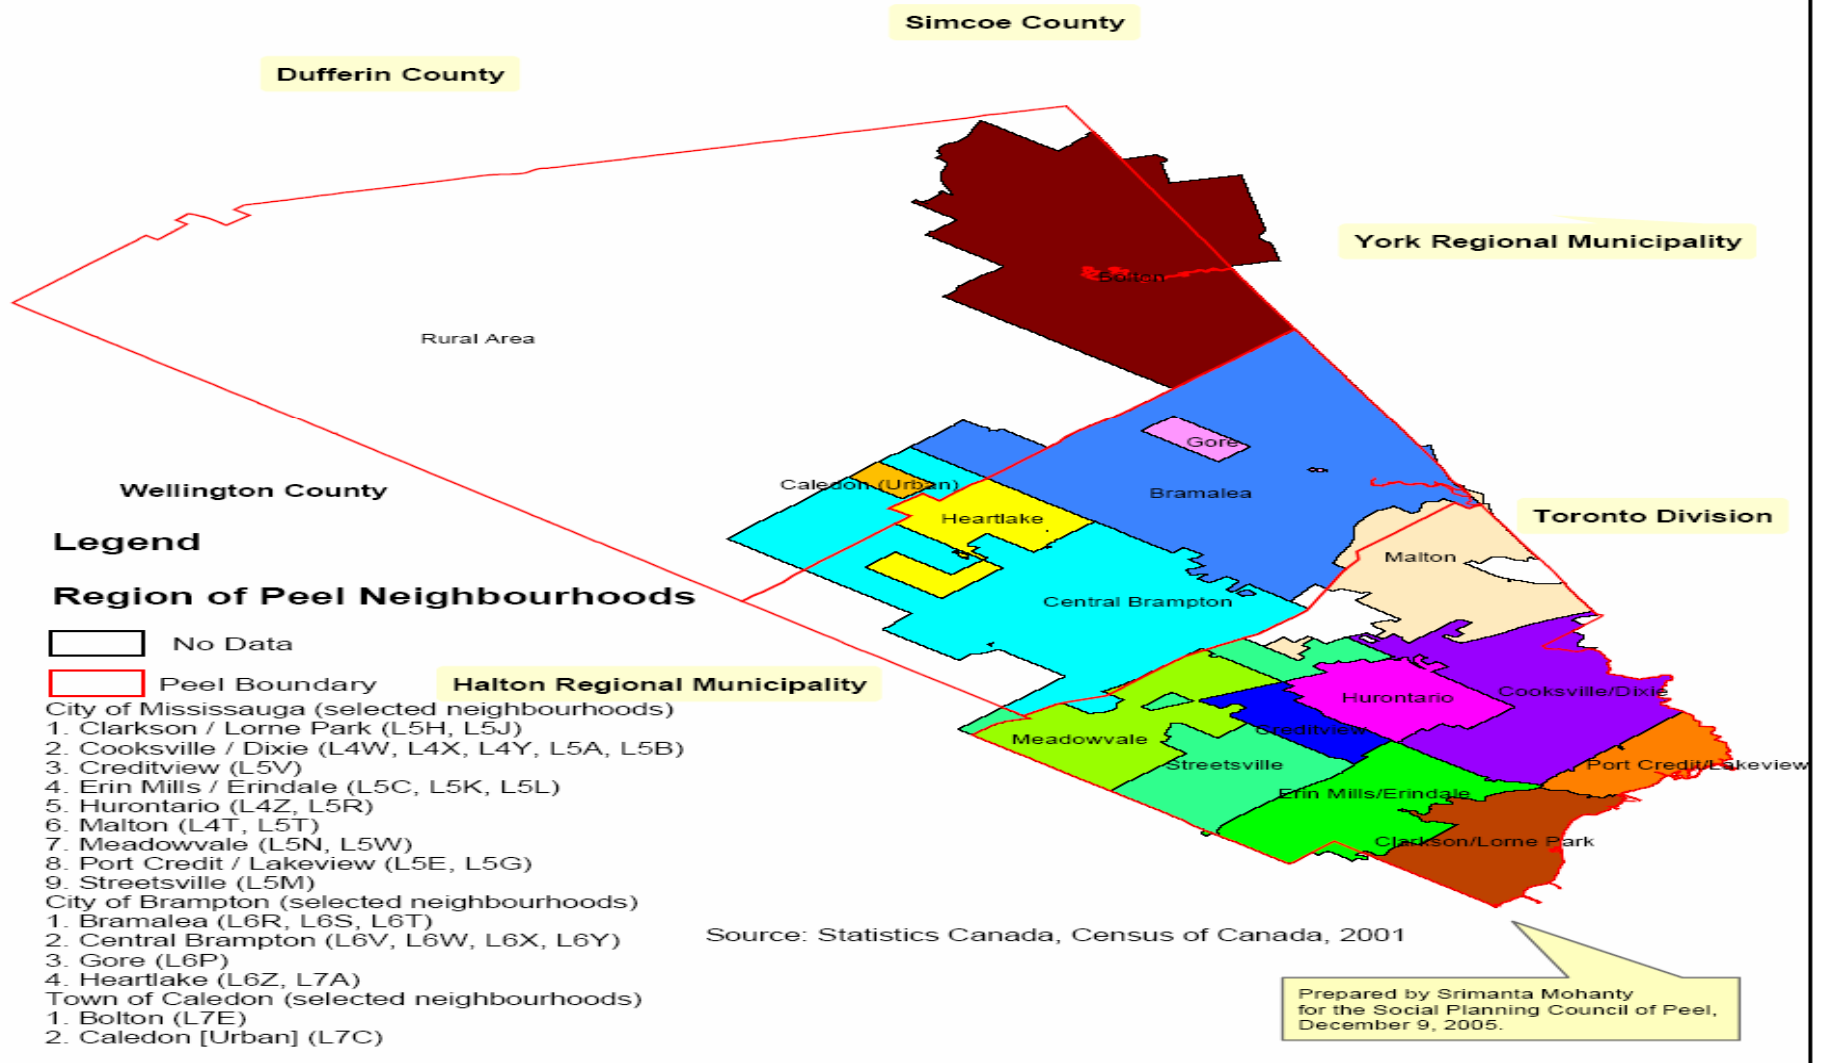 Simcoe County
Dufferin County
York Regional Municipality
Bolton
Rural Area
Gore
Caledon (Urban)
Wellington County
Bramalea
Heartlake
Toronto Division
Legend
Malton
Region of Peel Neighbourhoods
Central Brampton
No Data
Peel Boundary
Halton Regional Municipality
Hurontario
Cooksville/Dixie
Creditview
Meadowvale
Streetsville
Port Credit/Lakeview
Erin Mills/Erindale
Clarkson/Lorne Park
City of Mississauga (selected neighbourhoods)
1. Clarkson / Lorne Park (L5H, L5J)
2. Cooksville / Dixie (L4W, L4X, L4Y, L5A, L5B)
3. Creditview (L5V)
4. Erin Mills / Erindale (L5C, L5K, L5L)
5. Hurontario (L4Z, L5R)
6. Malton (L4T, L5T)
7. Meadowvale (L5N, L5W)
8. Port Credit / Lakeview (L5E, L5G)
9. Streetsville (L5M)
City of Brampton (selected neighbourhoods)
1. Bramalea (L6R, L6S, L6T)
2. Central Brampton (L6V, L6W, L6X, L6Y)
3. Gore (L6P)
4. Heartlake (L6Z, L7A)
Town of Caledon (selected neighbourhoods)
1. Bolton (L7E)
2. Caledon [Urban] (L7C)
Source: Statistics Canada, Census of Canada, 2001
Prepared by Srimanta Mohanty
for the Social Planning Council of Peel,
December 9, 2005.